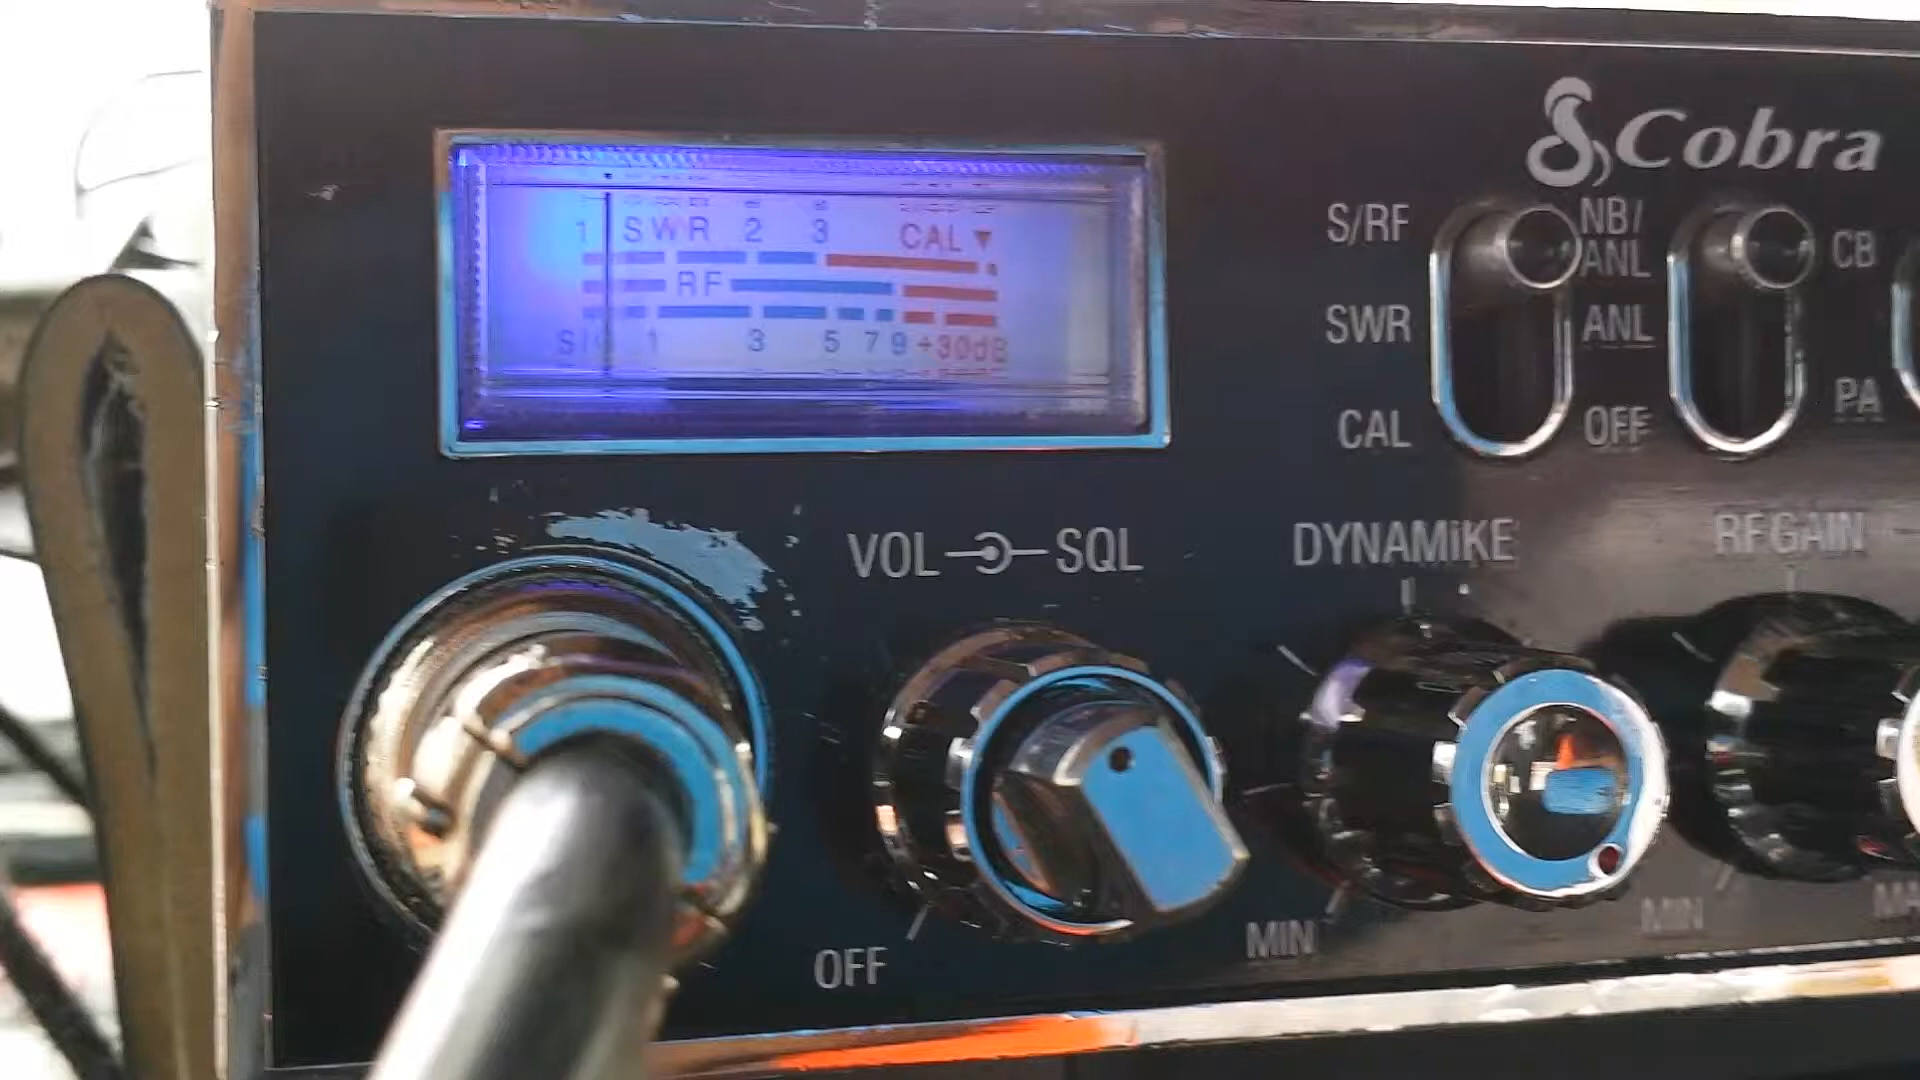 Cobra
1 SWR 2 3 CAL
RF
1 3 5 7 9 +30dB
S/RF
NB/
ANL
CB
SWR
ANL
CAL
OFF
PA
VOL SQL
DYNAMiKE
RF GAIN
OFF
MIN
MIN